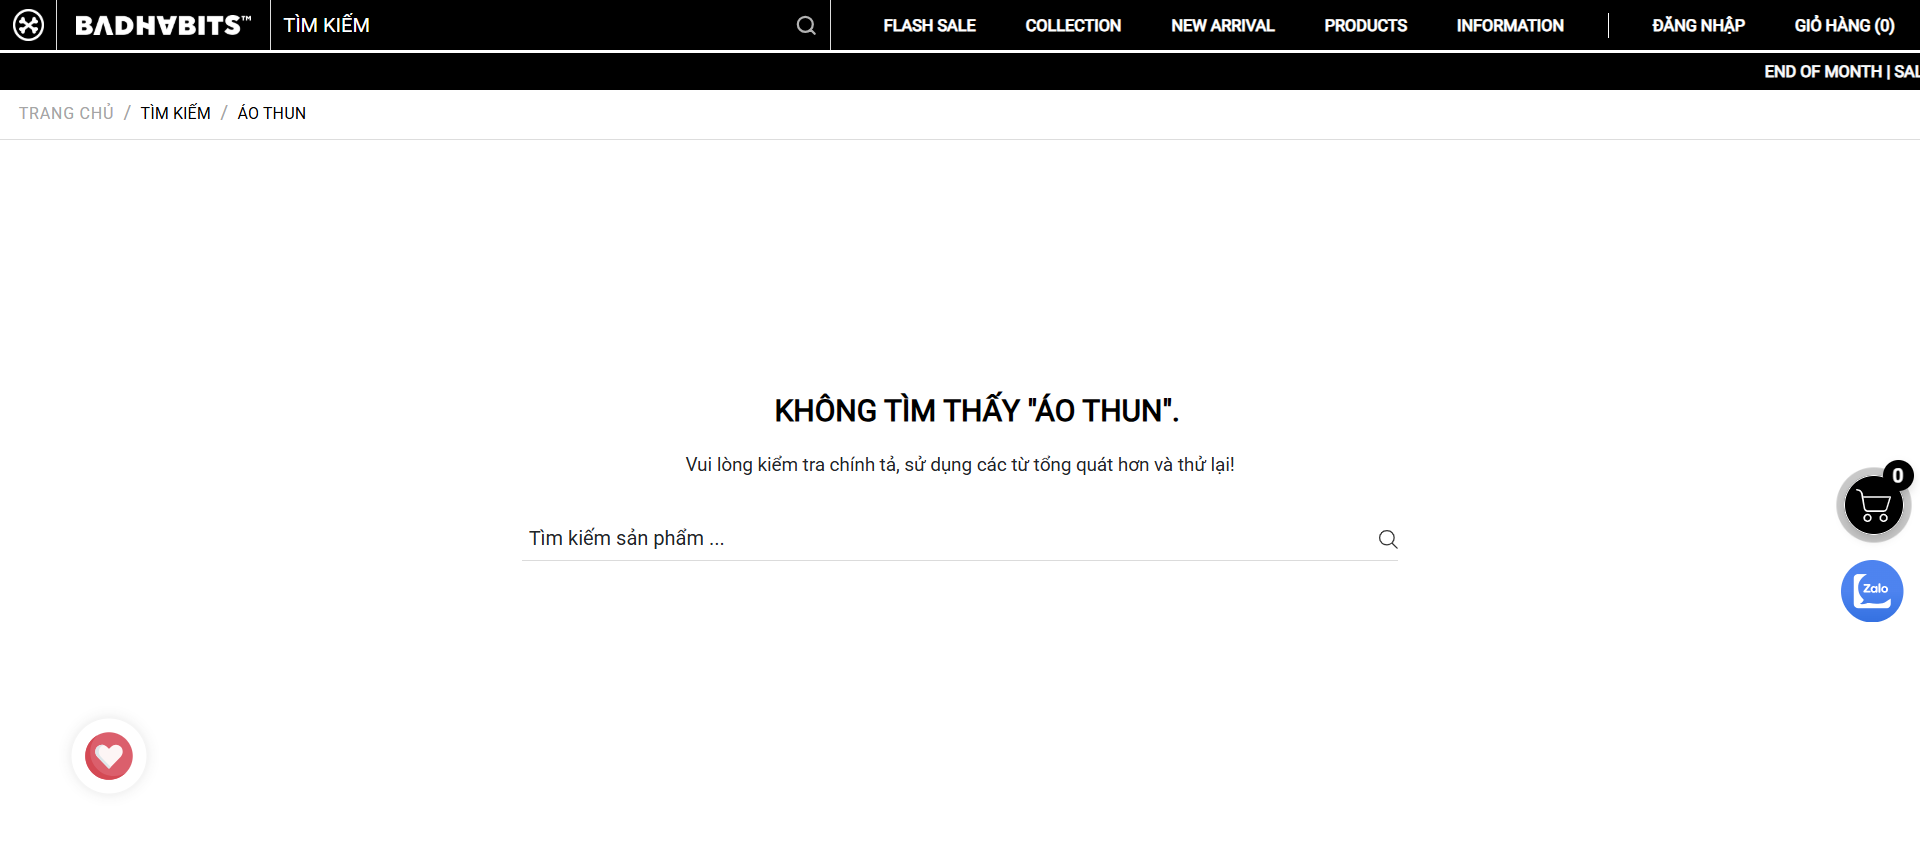 BADHABITS™
TÌM KIẾM
FLASH SALE
COLLECTION
NEW ARRIVAL
PRODUCTS
INFORMATION
ĐĂNG NHẬP
GIỎ HÀNG (0)
END OF MONTH | SAL
TRANG CHỦ / TÌM KIẾM / ÁO THUN
KHÔNG TÌM THẤY "ÁO THUN".
Vui lòng kiểm tra chính tả, sử dụng các từ tổng quát hơn và thử lại!
Tìm kiếm sản phẩm ...
0
Zalo